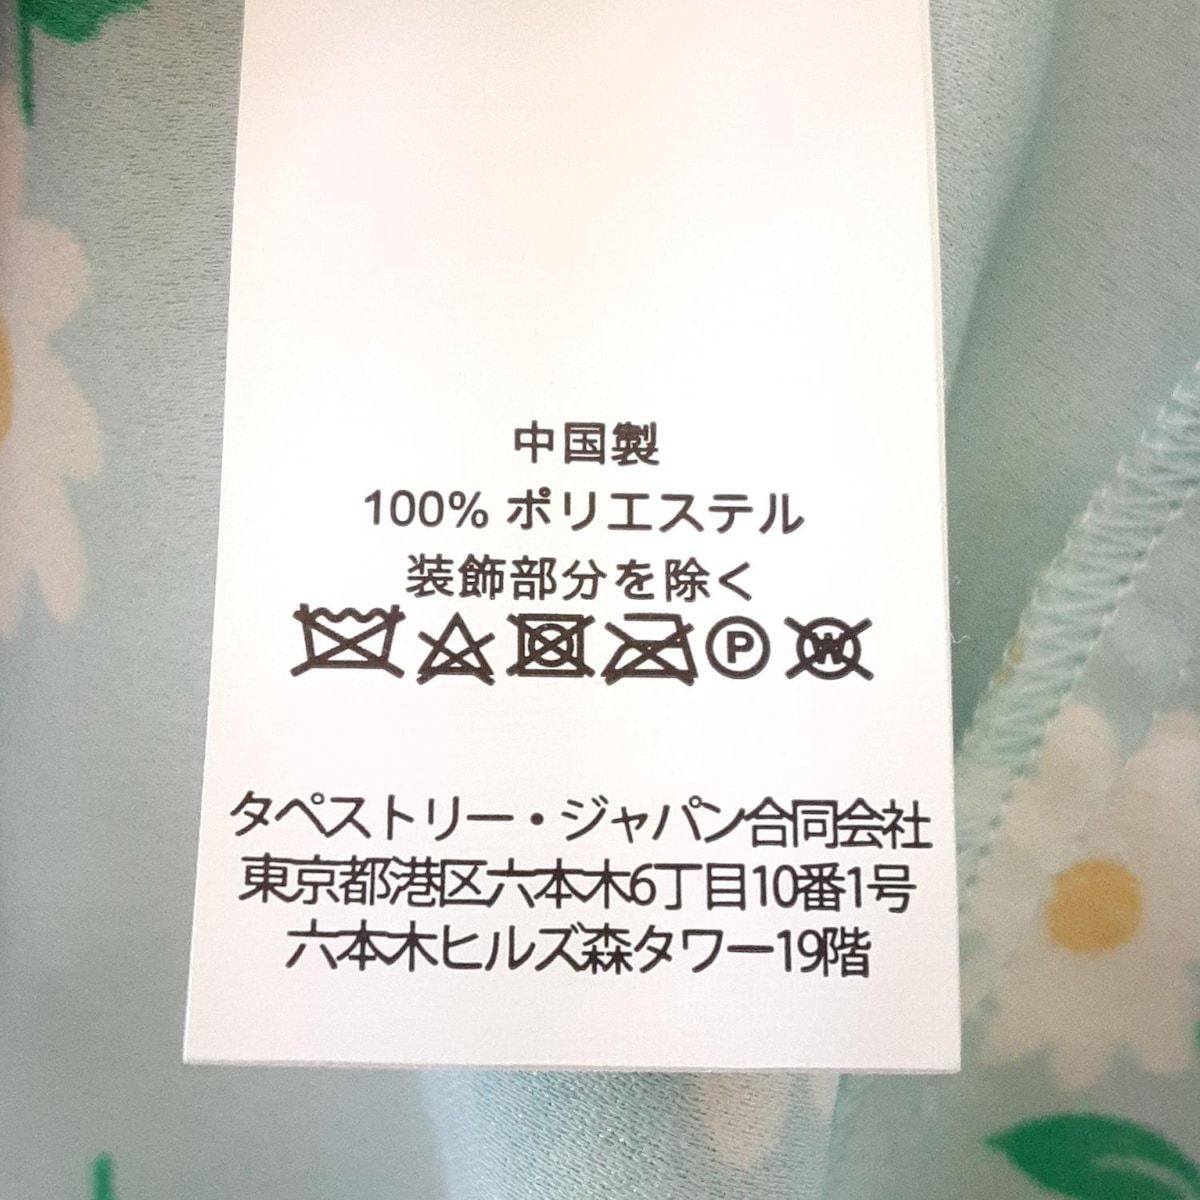 中国製
100% ポリエステル
装飾部分を除く
P W
タペストリー・ジャパン合同会社
東京都港区六本木6丁目10番1号
六本木ヒルズ森タワー19階